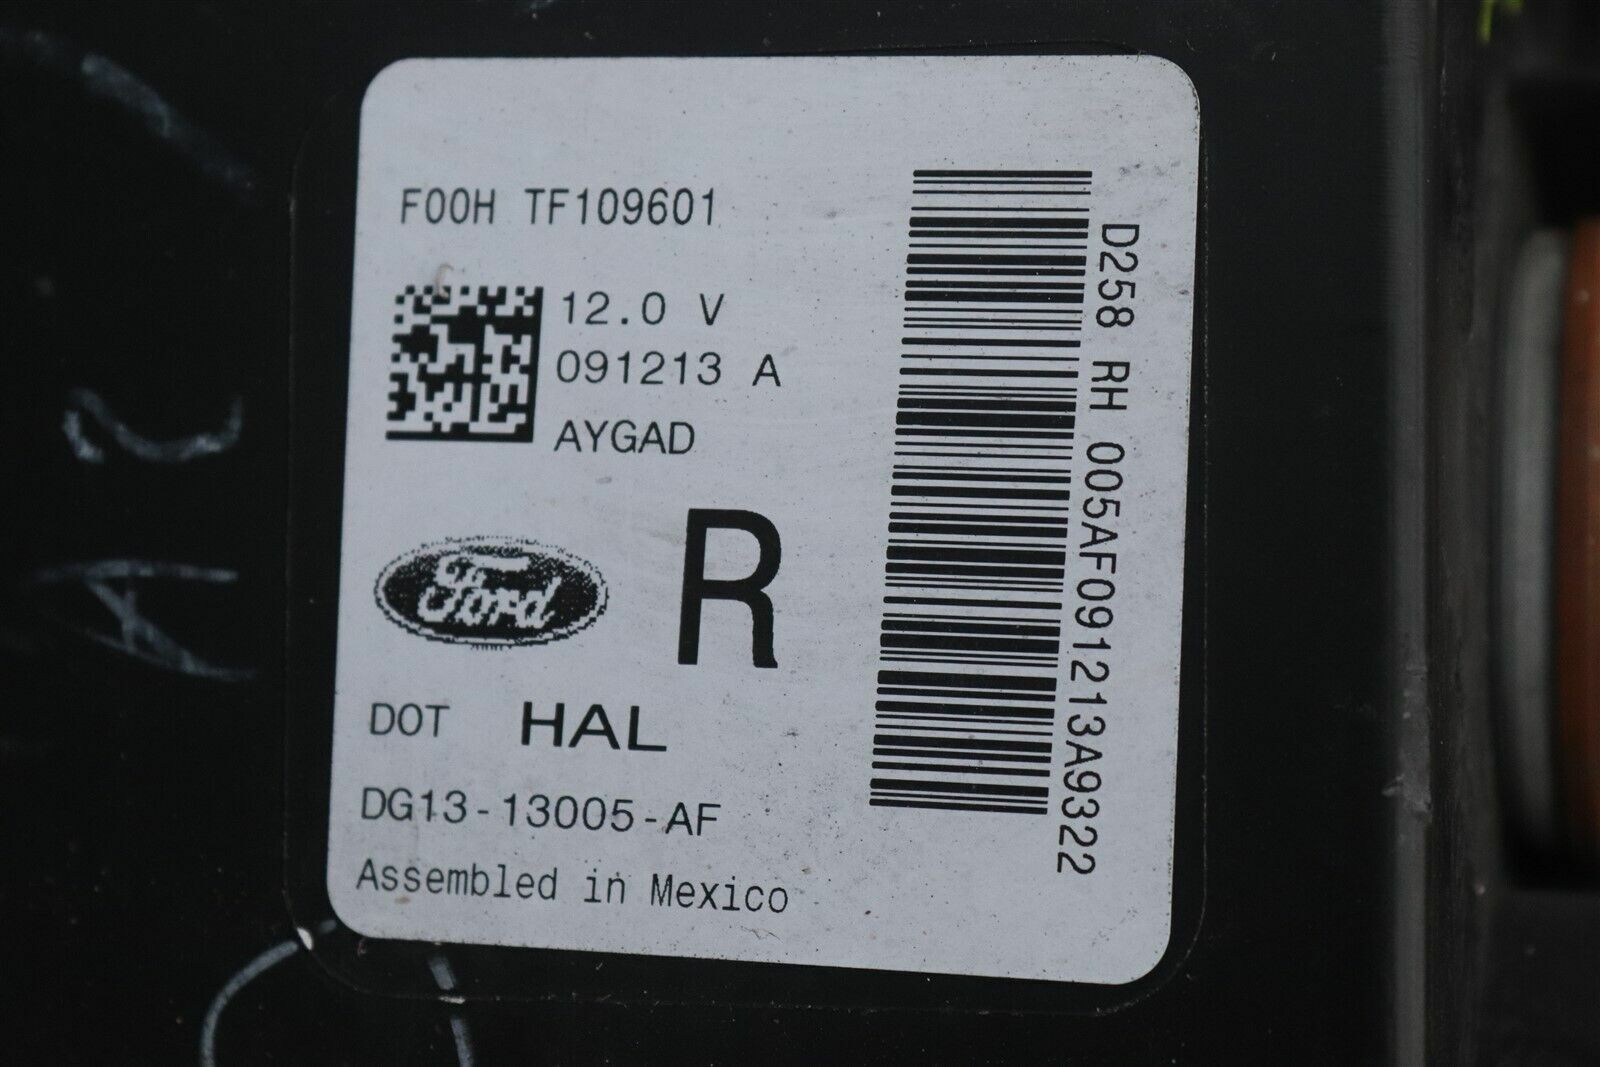 F00H TF109601
12.0 V
091213 A
AYGAD
Ford
R
DOT HAL
DG13-13005-AF
Assembled in Mexico
D258 RH 005AF091213A9322